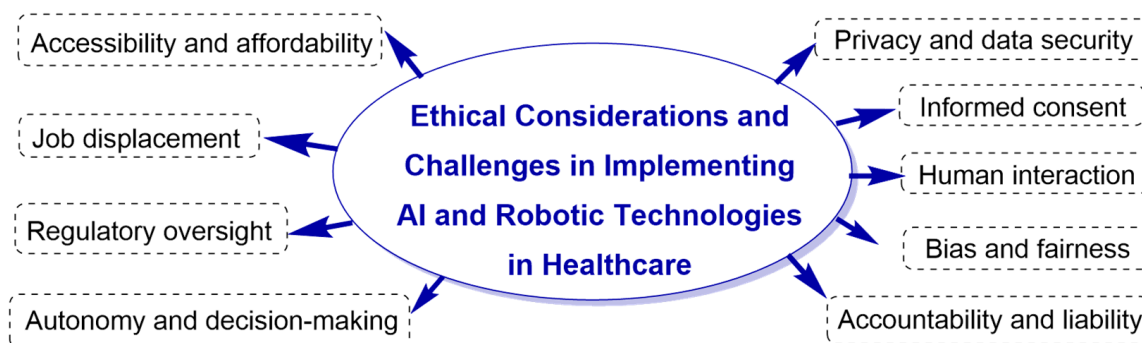 Accessibility and affordability
Job displacement
Regulatory oversight
Autonomy and decision-making
Ethical Considerations and
Challenges in Implementing
AI and Robotic Technologies
in Healthcare
Privacy and data security
Informed consent
Human interaction
Bias and fairness
Accountability and liability